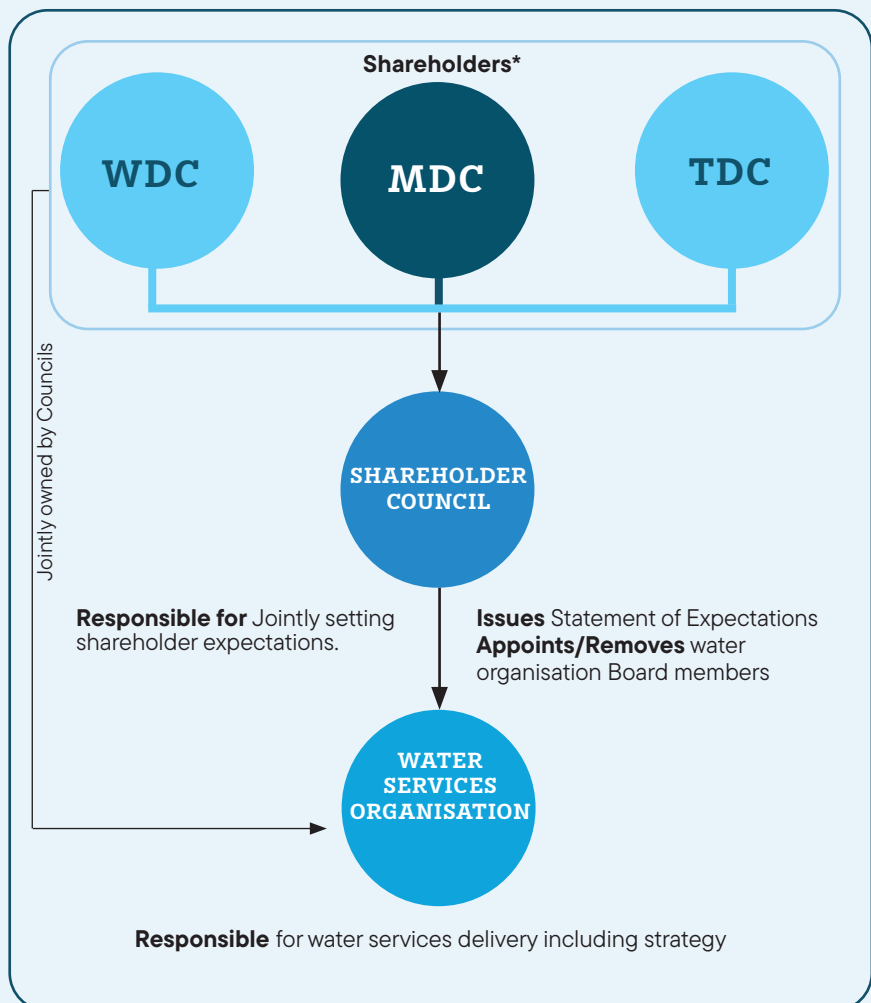 Shareholders*
WDC
MDC
TDC
Jointly owned by Councils
SHAREHOLDER
COUNCIL
Responsible for Jointly setting
shareholder expectations.
Issues Statement of Expectations
Appoints/Removes water
organisation Board members
WATER
SERVICES
ORGANISATION
Responsible for water services delivery including strategy